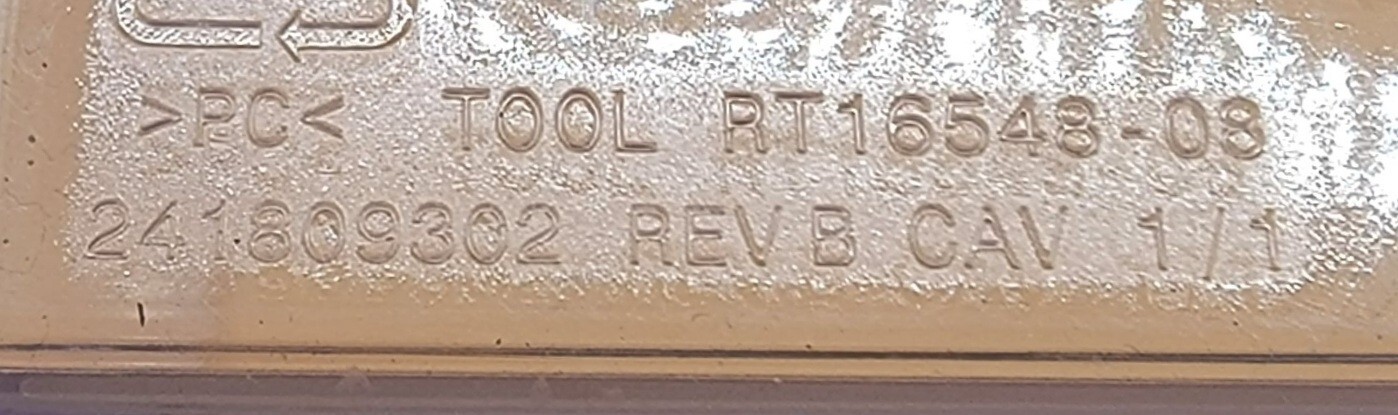 >PC< TOOL RT16548-08
241809302 REV B CAV 1/1